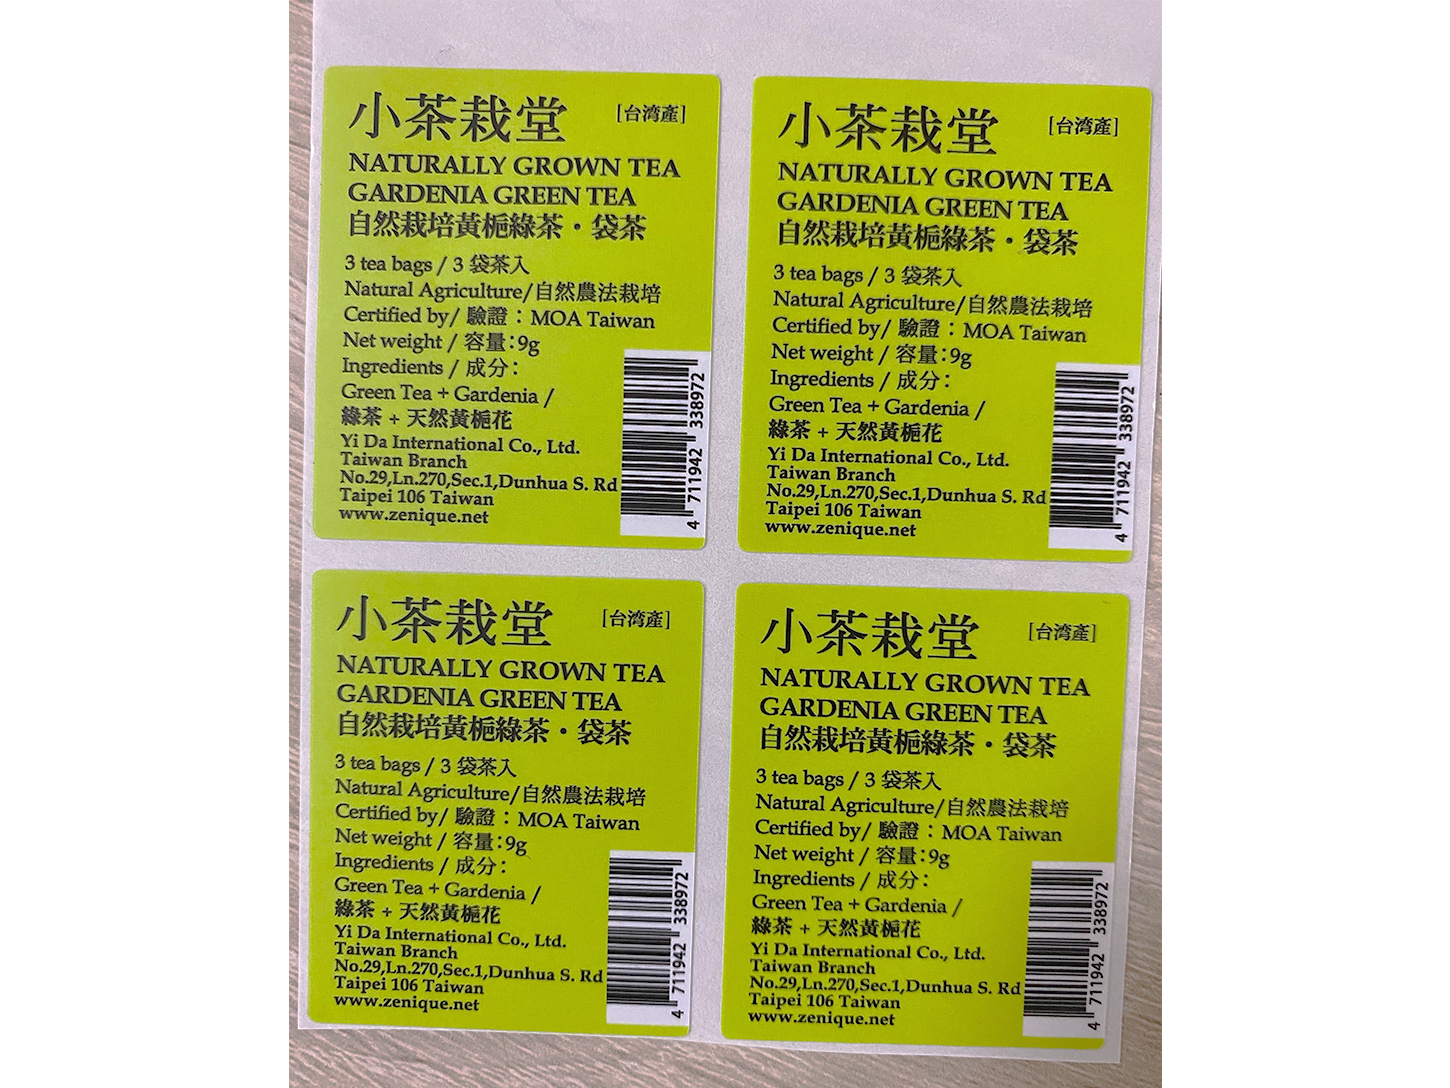 小茶栽堂 [台湾產]
NATURALLY GROWN TEA
GARDENIA GREEN TEA
自然栽培黃梔綠茶・袋茶
3 tea bags / 3 袋茶入
Natural Agriculture/自然農法栽培
Certified by/ 驗證：MOA Taiwan
Net weight / 容量:9g
Ingredients / 成分:
Green Tea + Gardenia /
綠茶 + 天然黃梔花
Yi Da International Co., Ltd.
Taiwan Branch
No.29,Ln.270,Sec.1,Dunhua S. Rd
Taipei 106 Taiwan
www.zenique.net
4 711942 338972
小茶栽堂 [台湾產]
NATURALLY GROWN TEA
GARDENIA GREEN TEA
自然栽培黃梔綠茶・袋茶
3 tea bags / 3 袋茶入
Natural Agriculture/自然農法栽培
Certified by/ 驗證：MOA Taiwan
Net weight / 容量:9g
Ingredients / 成分:
Green Tea + Gardenia /
綠茶 + 天然黃梔花
Yi Da International Co., Ltd.
Taiwan Branch
No.29,Ln.270,Sec.1,Dunhua S. Rd
Taipei 106 Taiwan
www.zenique.net
4 711942 338972
小茶栽堂 [台湾產]
NATURALLY GROWN TEA
GARDENIA GREEN TEA
自然栽培黃梔綠茶・袋茶
3 tea bags / 3 袋茶入
Natural Agriculture/自然農法栽培
Certified by/ 驗證：MOA Taiwan
Net weight / 容量:9g
Ingredients / 成分:
Green Tea + Gardenia /
綠茶 + 天然黃梔花
Yi Da International Co., Ltd.
Taiwan Branch
No.29,Ln.270,Sec.1,Dunhua S. Rd
Taipei 106 Taiwan
www.zenique.net
4 711942 338972
小茶栽堂 [台湾產]
NATURALLY GROWN TEA
GARDENIA GREEN TEA
自然栽培黃梔綠茶・袋茶
3 tea bags / 3 袋茶入
Natural Agriculture/自然農法栽培
Certified by/ 驗證：MOA Taiwan
Net weight / 容量:9g
Ingredients / 成分:
Green Tea + Gardenia /
綠茶 + 天然黃梔花
Yi Da International Co., Ltd.
Taiwan Branch
No.29,Ln.270,Sec.1,Dunhua S. Rd
Taipei 106 Taiwan
www.zenique.net
4 711942 338972